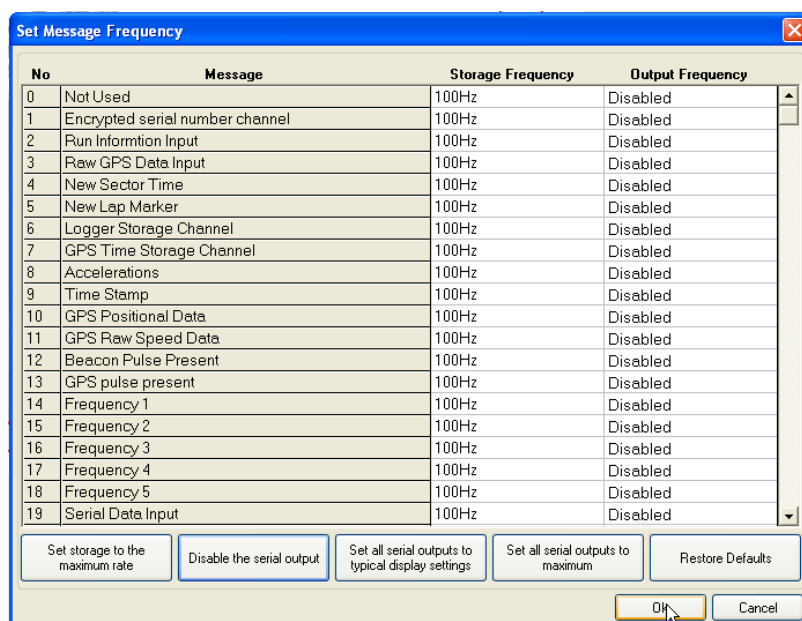 Set Message Frequency
No Message Storage Frequency Output Frequency
0 Not Used 100Hz Disabled
1 Encrypted serial number channel 100Hz Disabled
2 Run Informtion Input 100Hz Disabled
3 Raw GPS Data Input 100Hz Disabled
4 New Sector Time 100Hz Disabled
5 New Lap Marker 100Hz Disabled
6 Logger Storage Channel 100Hz Disabled
7 GPS Time Storage Channel 100Hz Disabled
8 Accelerations 100Hz Disabled
9 Time Stamp 100Hz Disabled
10 GPS Positional Data 100Hz Disabled
11 GPS Raw Speed Data 100Hz Disabled
12 Beacon Pulse Present 100Hz Disabled
13 GPS pulse present 100Hz Disabled
14 Frequency 1 100Hz Disabled
15 Frequency 2 100Hz Disabled
16 Frequency 3 100Hz Disabled
17 Frequency 4 100Hz Disabled
18 Frequency 5 100Hz Disabled
19 Serial Data Input 100Hz Disabled
Set storage to the maximum rate
Disable the serial output
Set all serial outputs to typical display settings
Set all serial outputs to maximum
Restore Defaults
Ok Cancel